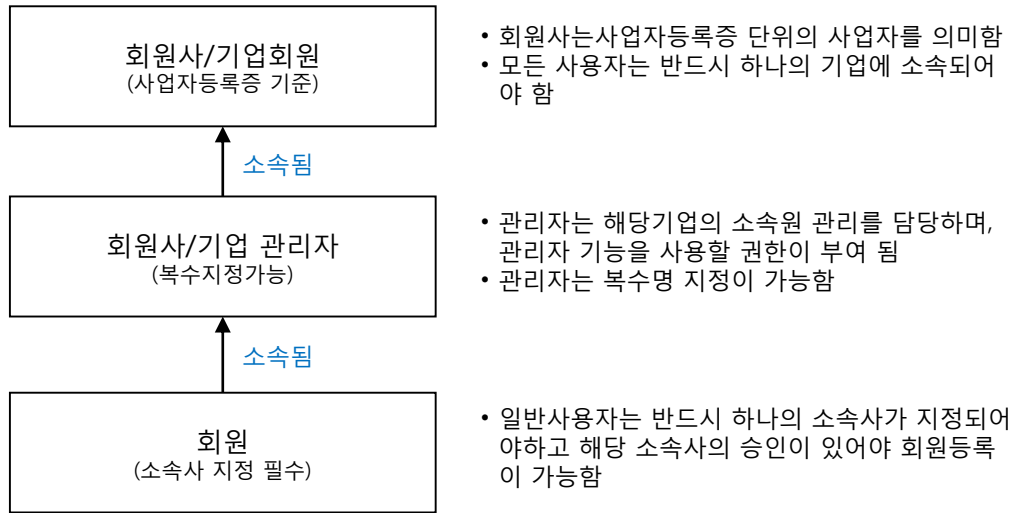 회원사/기업회원
(사업자등록증 기준)
• 회원사는사업자등록증 단위의 사업자를 의미함
• 모든 사용자는 반드시 하나의 기업에 소속되어
야 함
소속됨
회원사/기업 관리자
(복수지정가능)
• 관리자는 해당기업의 소속원 관리를 담당하며,
관리자 기능을 사용할 권한이 부여 됨
• 관리자는 복수명 지정이 가능함
소속됨
회원
(소속사 지정 필수)
• 일반사용자는 반드시 하나의 소속사가 지정되어
야하고 해당 소속사의 승인이 있어야 회원등록
이 가능함